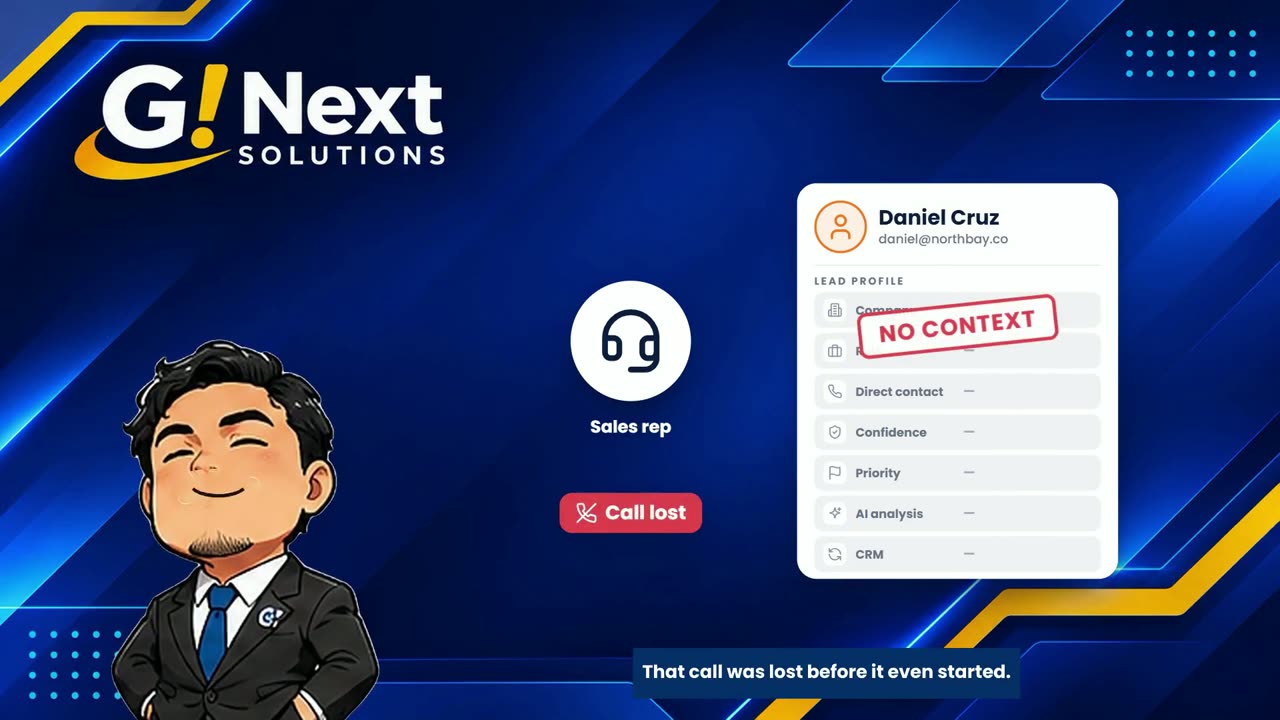 G! Next
SOLUTIONS
Daniel Cruz
daniel@northbay.co
LEAD PROFILE
NO CONTEXT
Direct contact —
Confidence —
Priority —
AI analysis —
CRM —
Sales rep
Call lost
That call was lost before it even started.